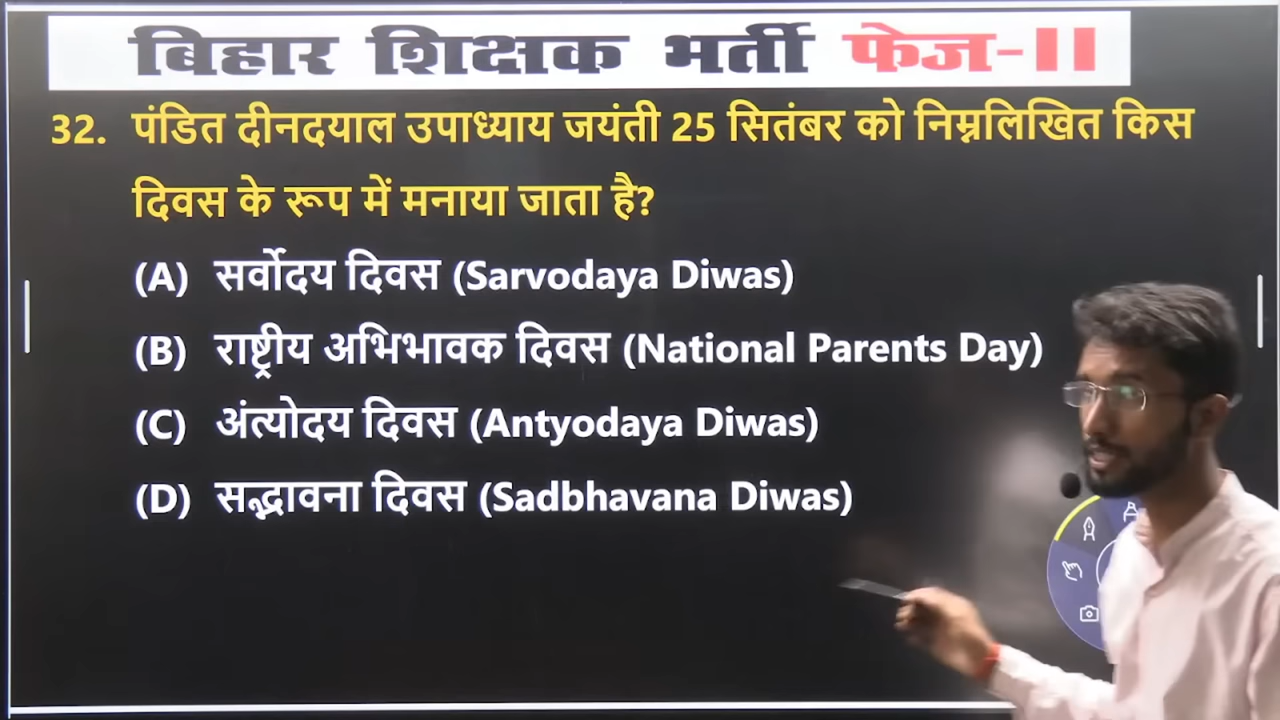 बिहार शिक्षक भर्ती फेज-II
32. पंडित दीनदयाल उपाध्याय जयंती 25 सितंबर को निम्नलिखित किस
दिवस के रूप में मनाया जाता है?
(A) सर्वोदय दिवस (Sarvodaya Diwas)
(B) राष्ट्रीय अभिभावक दिवस (National Parents Day)
(C) अंत्योदय दिवस (Antyodaya Diwas)
(D) सद्भावना दिवस (Sadbhavana Diwas)